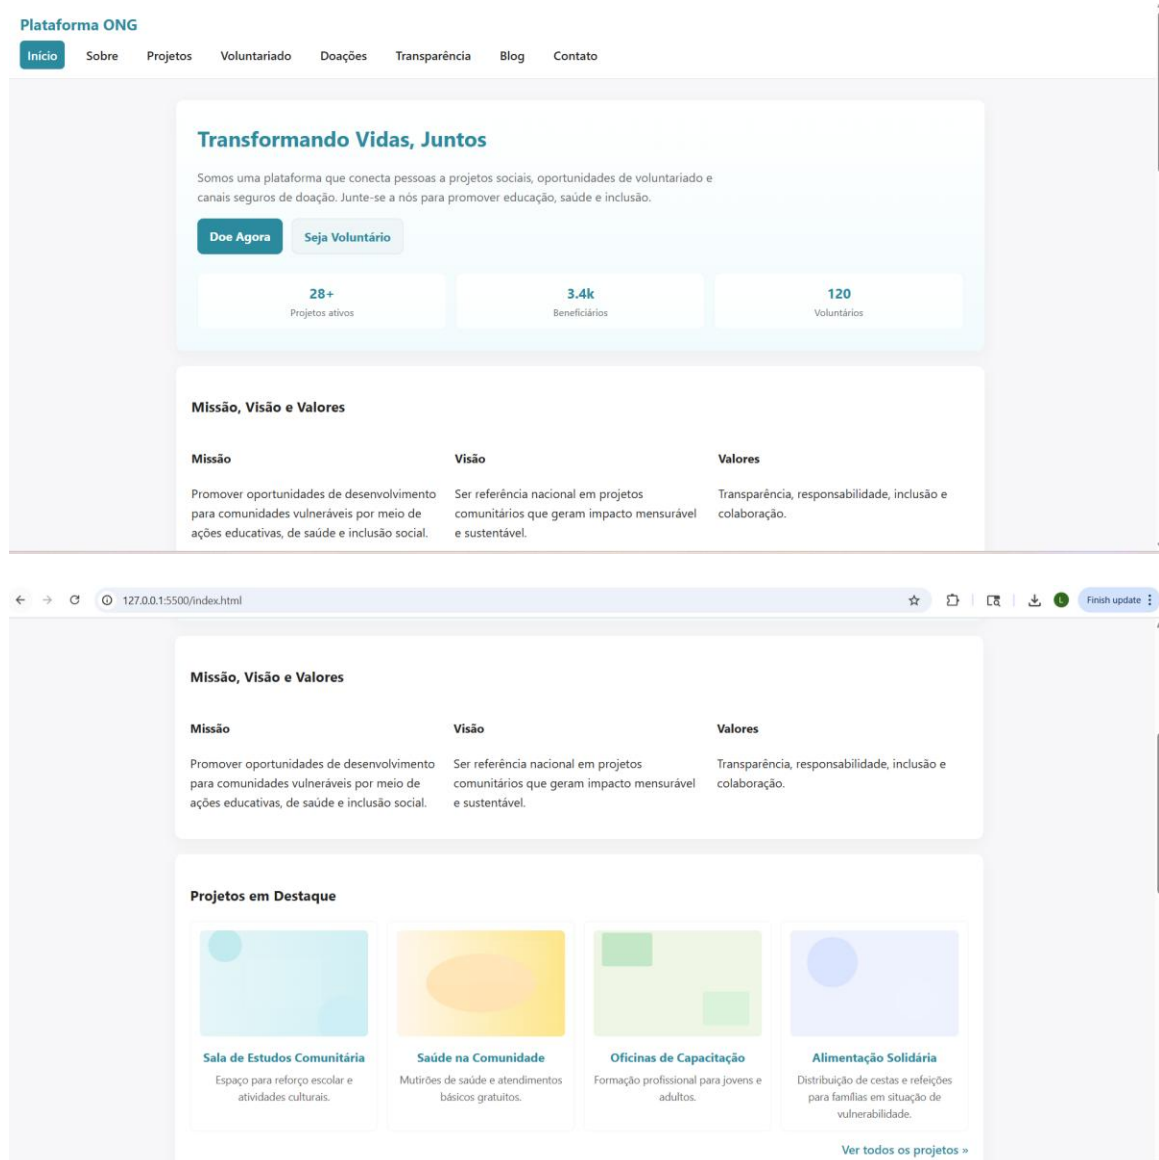 Plataforma ONG
Início Sobre Projetos Voluntariado Doações Transparência Blog Contato
Transformando Vidas, Juntos
Somos uma plataforma que conecta pessoas a projetos sociais, oportunidades de voluntariado e
canais seguros de doação. Junte-se a nós para promover educação, saúde e inclusão.
Doe Agora Seja Voluntário
28+ 3.4k 120
Projetos ativos Beneficiários Voluntários
Missão, Visão e Valores
Missão
Promover oportunidades de desenvolvimento
para comunidades vulneráveis por meio de
ações educativas, de saúde e inclusão social.
Visão
Ser referência nacional em projetos
comunitários que geram impacto mensurável
e sustentável.
Valores
Transparência, responsabilidade, inclusão e
colaboração.
127.0.0.1:5500/index.html L Finish update
Missão, Visão e Valores
Missão
Promover oportunidades de desenvolvimento
para comunidades vulneráveis por meio de
ações educativas, de saúde e inclusão social.
Visão
Ser referência nacional em projetos
comunitários que geram impacto mensurável
e sustentável.
Valores
Transparência, responsabilidade, inclusão e
colaboração.
Projetos em Destaque
Sala de Estudos Comunitária
Espaço para reforço escolar e
atividades culturais.
Saúde na Comunidade
Mutirões de saúde e atendimentos
básicos gratuitos.
Oficinas de Capacitação
Formação profissional para jovens e
adultos.
Alimentação Solidária
Distribuição de cestas e refeições
para famílias em situação de
vulnerabilidade.
Ver todos os projetos »